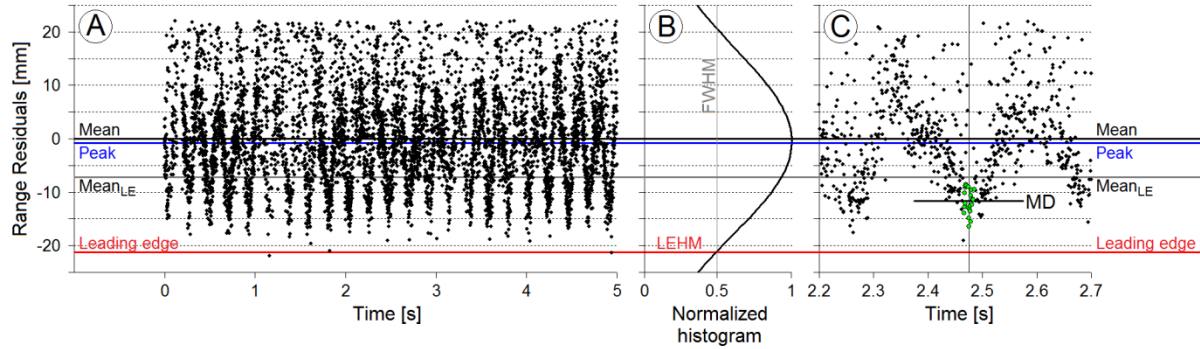 A
B
C
Range Residuals [mm]
20
10
0
-10
-20
Mean
Peak
MeanLE
Leading edge
0
1
2
3
4
5
Time [s]
FWHM
LEHM
0
0.5
1
Normalized
histogram
MD
Mean
Peak
MeanLE
Leading edge
2.2
2.3
2.4
2.5
2.6
2.7
Time [s]